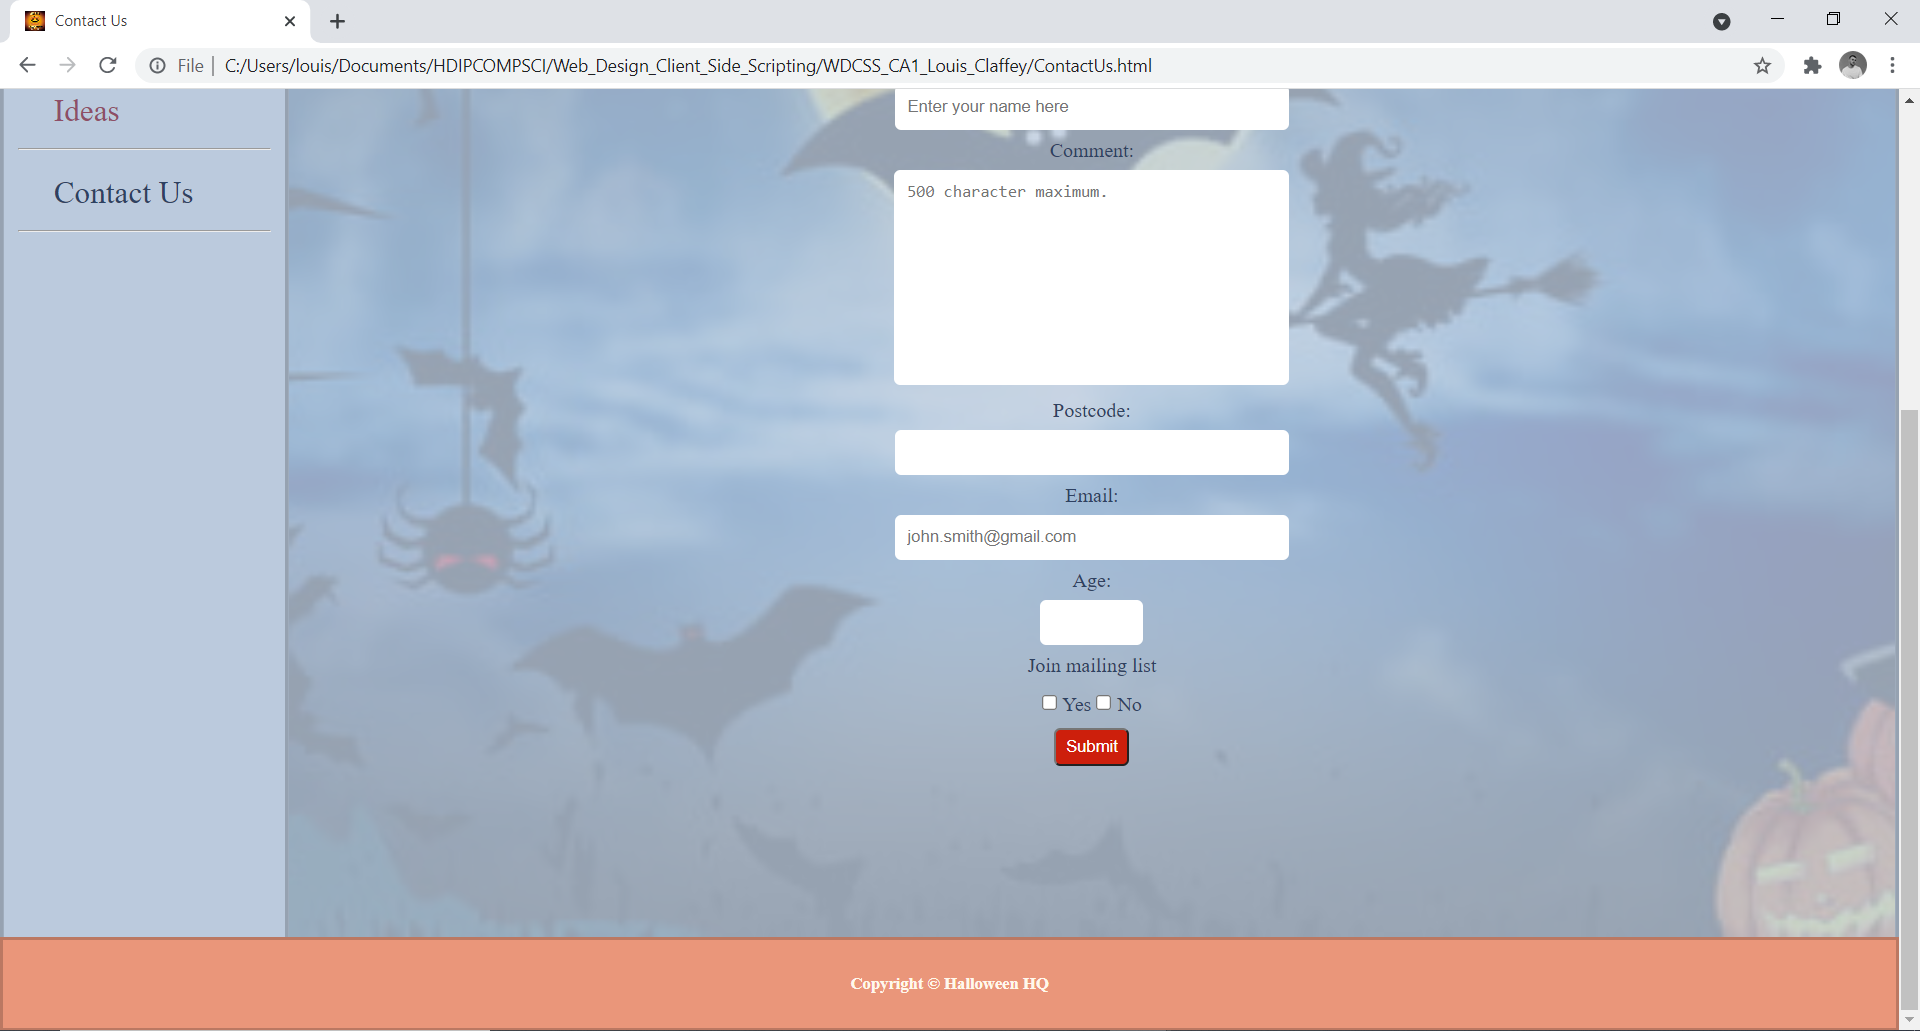 Contact Us
File
C:/Users/louis/Documents/HDIPCOMPSCI/Web_Design_Client_Side_Scripting/WDCSS_CA1_Louis_Claffey/ContactUs.html
Ideas
Contact Us
Enter your name here
Comment:
500 character maximum.
Postcode:
Email:
john.smith@gmail.com
Age:
Join mailing list
Yes No
Submit
Copyright © Halloween HQ